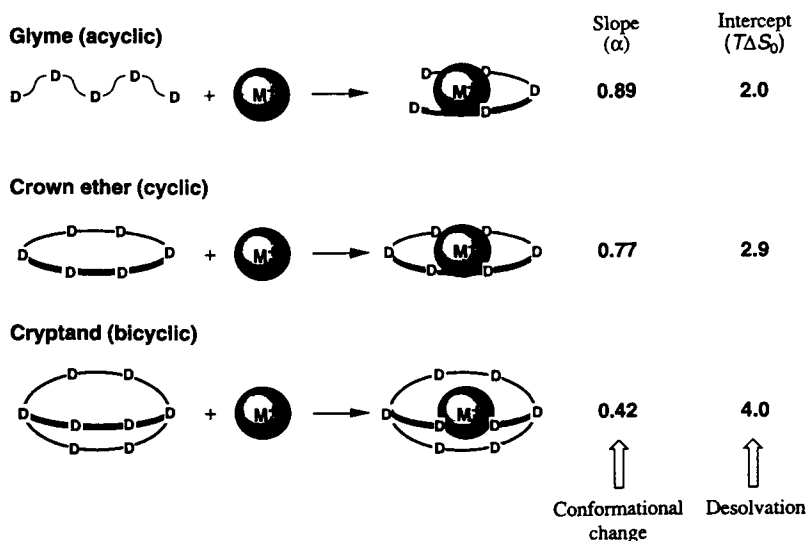 Slope Intercept
(α) (TΔS₀)
Glyme (acyclic)
D D D D D + M⁺ D D D D D 0.89 2.0
Crown ether (cyclic)
D D D D D D + M⁺ D D D D D D 0.77 2.9
Cryptand (bicyclic)
D D D D D D D D + M⁺ D D D D D D D D 0.42 4.0
Conformational Desolvation
change